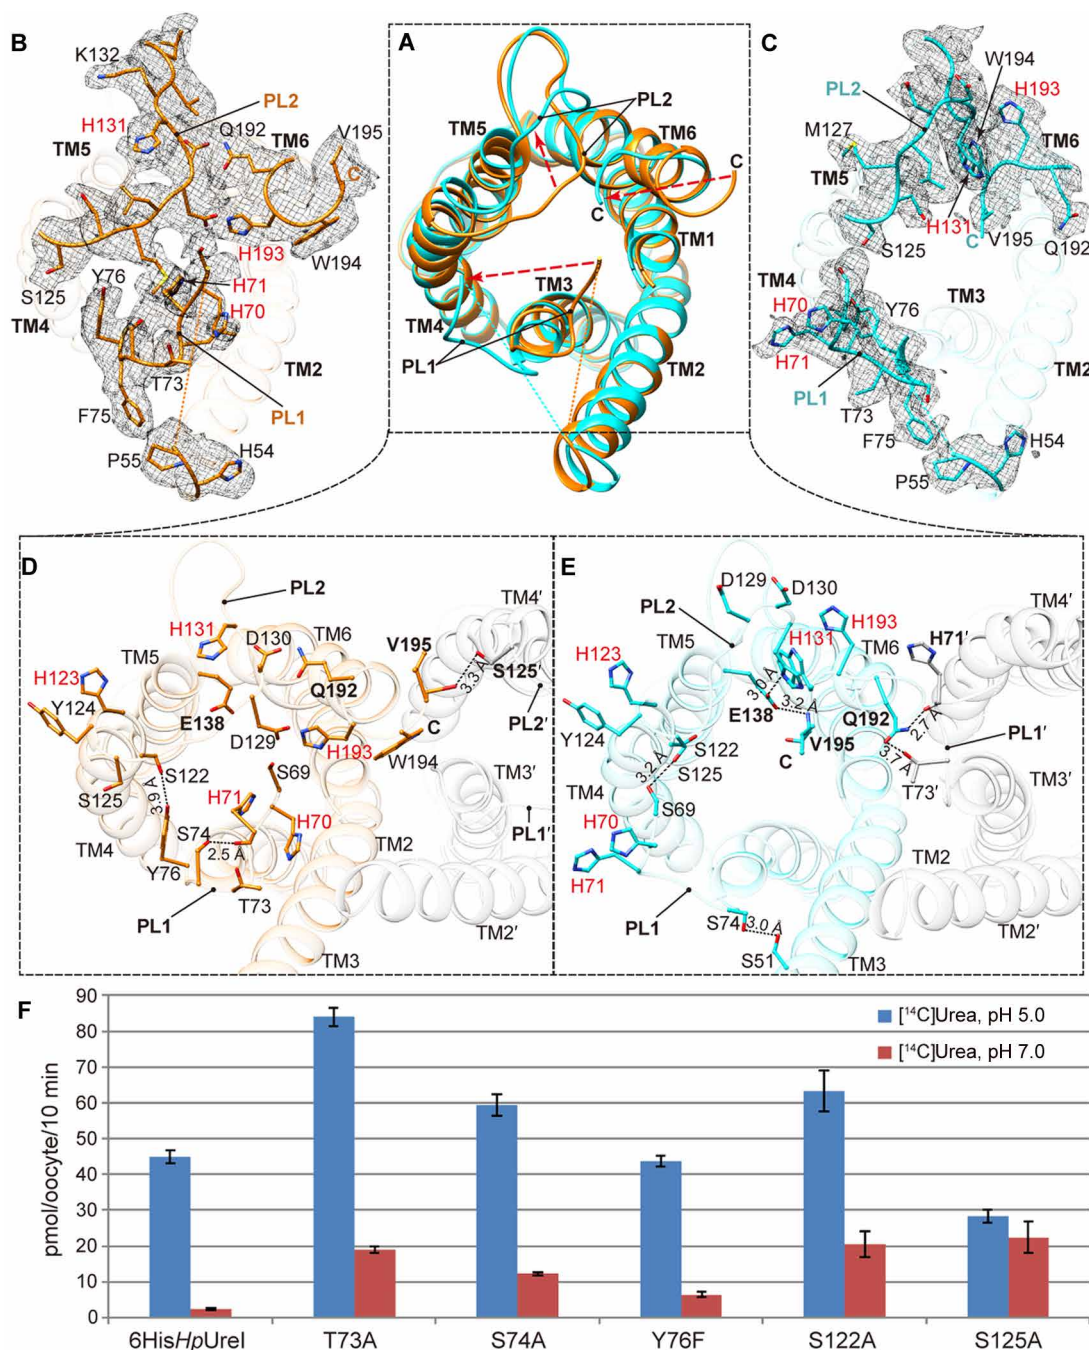 B
K132
PL2
H131
Q192
TM6
V195
TM5
C
H193
W194
Y76
H71
S125
H70
TM4
TM2
T73
PL1
F75
H54
P55
A
PL2
TM5
TM6
C
C
TM1
TM3
TM4
PL1
TM2
C
W194
PL2
H193
M127
TM6
TM5
H131
V195
C
S125
Q192
TM4
H70
TM3
Y76
H71
TM2
PL1
T73
F75
H54
P55
D
PL2
TM4′
H131
D130
TM6
V195
TM5
S125′
H123
3.3 Å
Y124
Q192
E138
PL2′
C
D129
H193
W194
S122
S69
TM3′
S125
3.9 Å
H71
H70
PL1′
S74
TM4
2.5 Å
TM2
Y76
T73
PL1
TM2′
TM3
E
D129
D130
TM4′
PL2
H193
TM5
H131
TM6
H71′
H123
3.0 Å
3.2 Å
E138
Q192
2.7 Å
Y124
S122
V195
PL1′
C
3.2 Å
S125
3.7 Å
TM3′
T73′
TM4
S69
H70
TM2
H71
PL1
S74
3.0 Å
TM2′
S51
TM3
F
90
80
70
60
50
40
30
20
10
0
pmol/oocyte/10 min
[14C]Urea, pH 5.0
[14C]Urea, pH 7.0
6HisHpUreI T73A S74A Y76F S122A S125A